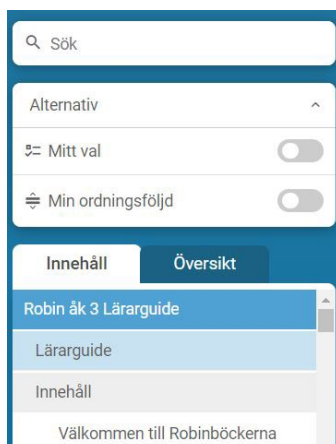 Sök
Alternativ
Mitt val
Min ordningsföljd
Innehåll Översikt
Robin åk 3 Lärarguide
Lärarguide
Innehåll
Välkommen till Robinböckerna